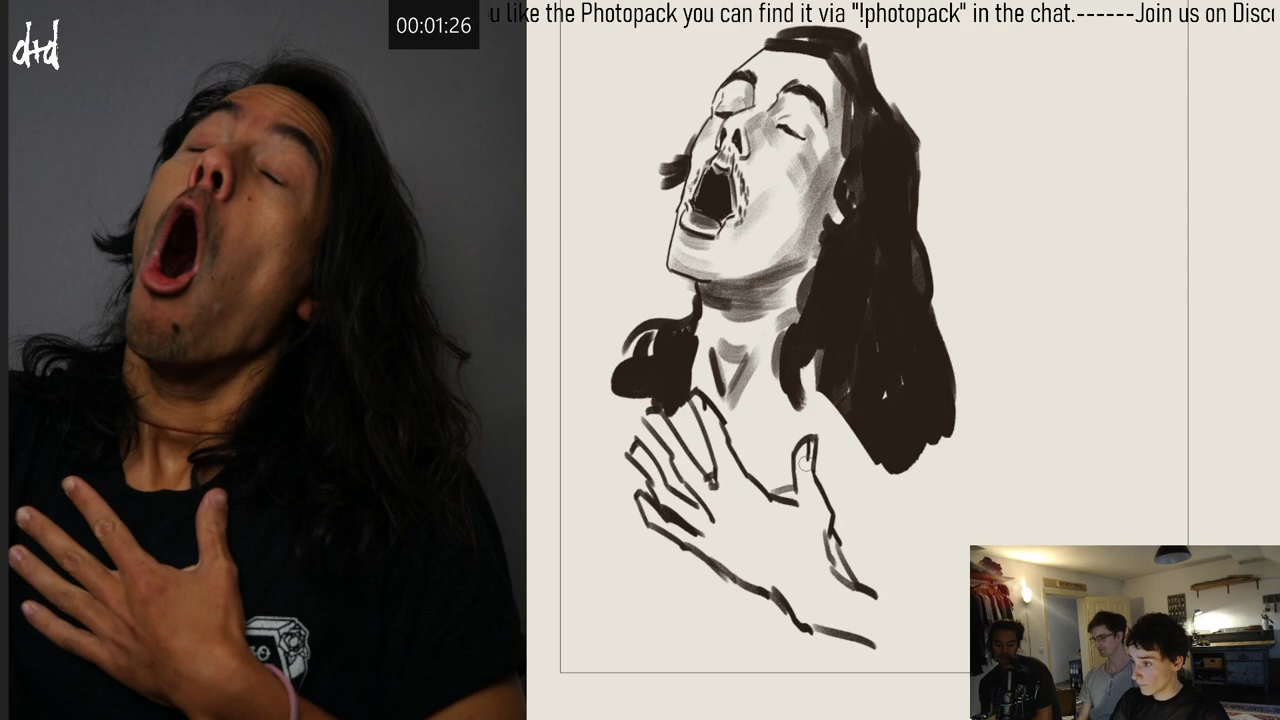 d+d
00:01:26
u like the Photopack you can find it via "!photopack" in the chat.------Join us on Disc